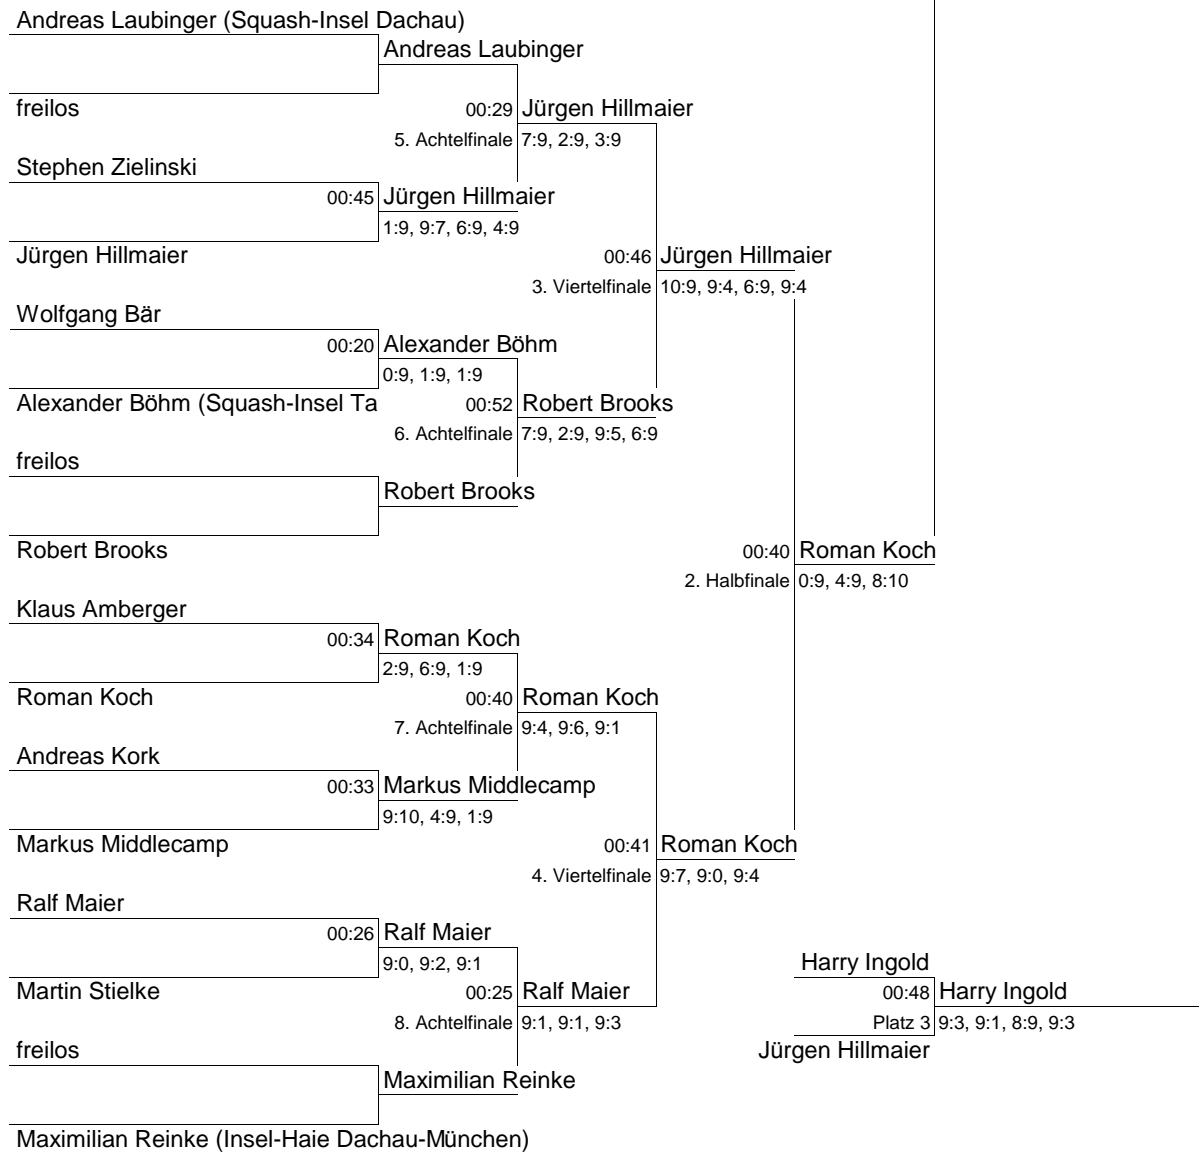 Andreas Laubinger (Squash-Insel Dachau)
Andreas Laubinger
freilos
00:29 Jürgen Hillmaier
5. Achtelfinale 7:9, 2:9, 3:9
Stephen Zielinski
00:45 Jürgen Hillmaier
1:9, 9:7, 6:9, 4:9
Jürgen Hillmaier
00:46 Jürgen Hillmaier
3. Viertelfinale 10:9, 9:4, 6:9, 9:4
Wolfgang Bär
00:20 Alexander Böhm
0:9, 1:9, 1:9
Alexander Böhm (Squash-Insel Ta
00:52 Robert Brooks
6. Achtelfinale 7:9, 2:9, 9:5, 6:9
freilos
Robert Brooks
Robert Brooks
00:40 Roman Koch
2. Halbfinale 0:9, 4:9, 8:10
Klaus Amberger
00:34 Roman Koch
2:9, 6:9, 1:9
Roman Koch
00:40 Roman Koch
7. Achtelfinale 9:4, 9:6, 9:1
Andreas Kork
00:33 Markus Middlecamp
9:10, 4:9, 1:9
Markus Middlecamp
00:41 Roman Koch
4. Viertelfinale 9:7, 9:0, 9:4
Ralf Maier
00:26 Ralf Maier
9:0, 9:2, 9:1
Harry Ingold
Martin Stielke
00:25 Ralf Maier
00:48 Harry Ingold
8. Achtelfinale 9:1, 9:1, 9:3
Platz 3 9:3, 9:1, 8:9, 9:3
freilos
Jürgen Hillmaier
Maximilian Reinke
Maximilian Reinke (Insel-Haie Dachau-München)